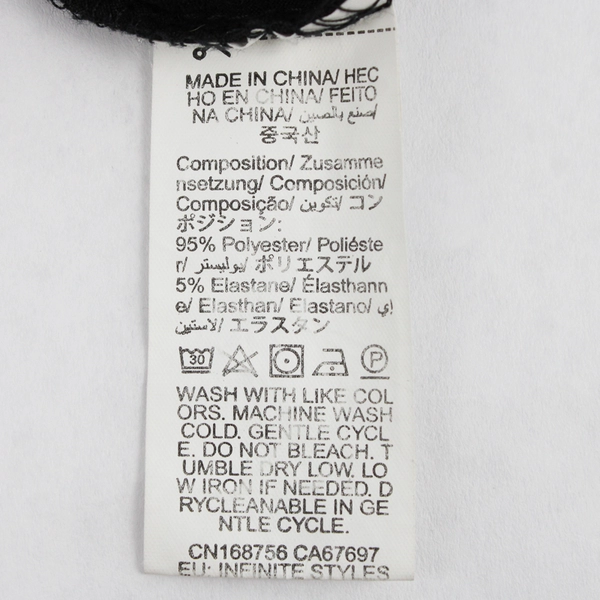 MADE IN CHINA/ HEC
HO EN CHINA/ FEITO
NA CHINA/ صنع بالصين/
중국산
Composition/ Zusamme
nsetzung/ Composición/
Composição/ تكوين/ コン
ポジション:
95% Polyester/ Poliéste
r/ بوليستر/ ポリエステル
5% Elastane/ Élasthann
e/ Elasthan/ Elastano/ إي
لاستين/ エラスタン
30
P
WASH WITH LIKE COL
ORS. MACHINE WASH
COLD. GENTLE CYCL
E. DO NOT BLEACH. T
UMBLE DRY LOW. LO
W IRON IF NEEDED. D
RYCLEANABLE IN GE
NTLE CYCLE.
CN168756 CA67697
EU: INFINITE STYLES